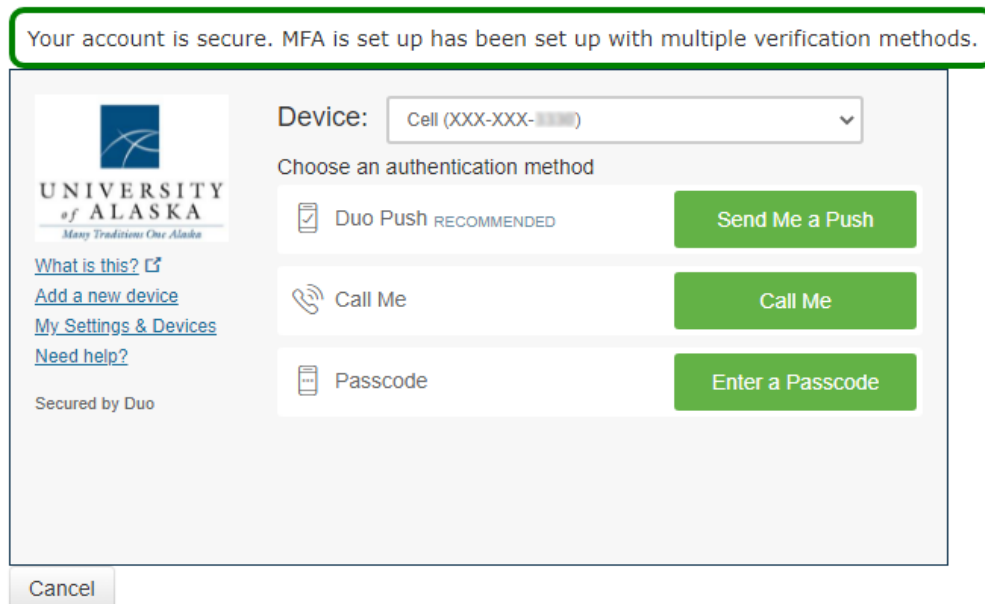 Your account is secure. MFA is set up has been set up with multiple verification methods.
UNIVERSITY
of ALASKA
Many Traditions One Alaska
What is this?
Add a new device
My Settings & Devices
Need help?
Secured by Duo
Device: Cell (XXX-XXX- )
Choose an authentication method
Duo Push RECOMMENDED Send Me a Push
Call Me Call Me
Passcode Enter a Passcode
Cancel